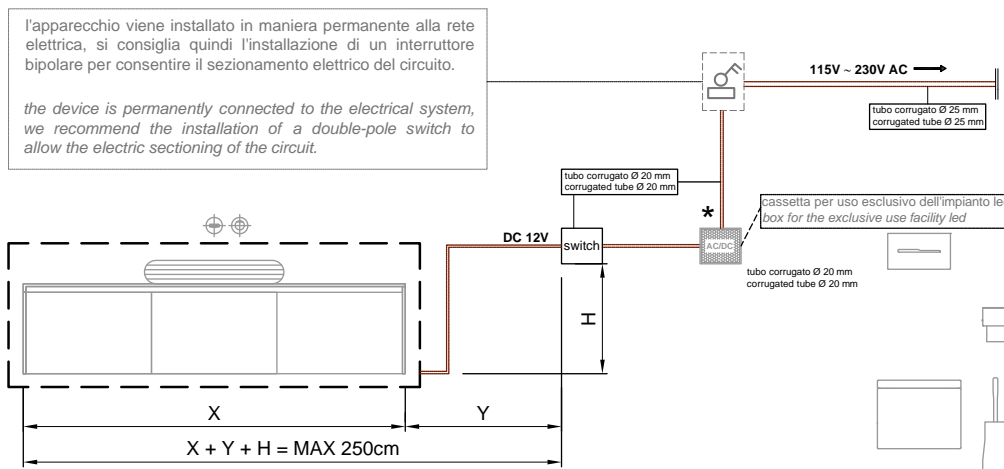 l'apparecchio viene installato in maniera permanente alla rete
elettrica, si consiglia quindi l'installazione di un interruttore
bipolare per consentire il sezionamento elettrico del circuito.
the device is permanently connected to the electrical system,
we recommend the installation of a double-pole switch to
allow the electric sectioning of the circuit.
115V ~ 230V AC
tubo corrugato Ø 25 mm
corrugated tube Ø 25 mm
tubo corrugato Ø 20 mm
corrugated tube Ø 20 mm
cassetta per uso esclusivo dell'impianto le
box for the exclusive use facility led
*
DC 12V
switch
AC/DC
tubo corrugato Ø 20 mm
corrugated tube Ø 20 mm
H
X
Y
X + Y + H = MAX 250cm